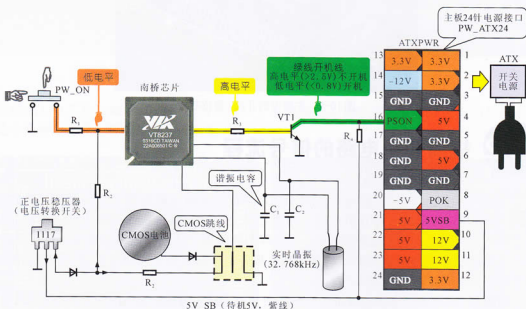 主板24针电源接口
PW_ATX24
ATXPWR
ATX
开关
电源
PW_ON
低电平
南桥芯片
高电平
绿线开机线
高电平(>2.5V)不开机
低电平(<0.8V)开机
VT1
R₁
R₃
VIA
VT8237
谐振电容
C₁
C₂
R₂
正电压稳压器
(电压转换开关)
1117
CMOS电池
CMOS跳线
R₂
实时晶振
(32.768kHz)
5V_SB (待机5V, 紫线)
13 3.3V 3.3V 1
14 -12V 3.3V 2
15 GND GND 3
16 PSON 5V 4
17 GND GND 5
18 GND 5V 6
19 GND GND 7
20 -5V POK 8
21 5V 5VSB 9
22 5V 12V 10
23 5V 12V 11
24 GND 3.3V 12